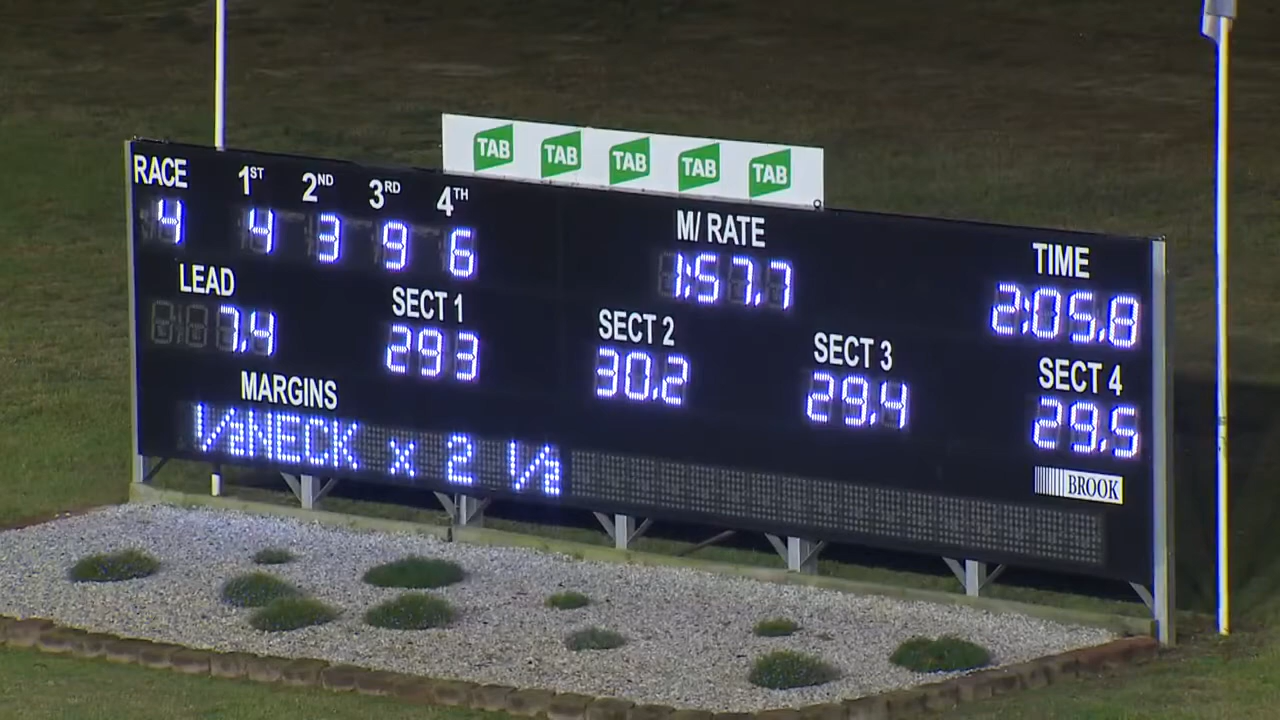 TAB TAB TAB TAB TAB
RACE 1ST 2ND 3RD 4TH
4 4 3 9 6
M/ RATE
1:57.7
TIME
2:05.8
LEAD
7.4
SECT 1
293
SECT 2
30.2
SECT 3
29.4
SECT 4
29.5
MARGINS
½NECK x 2 ½
BROOK